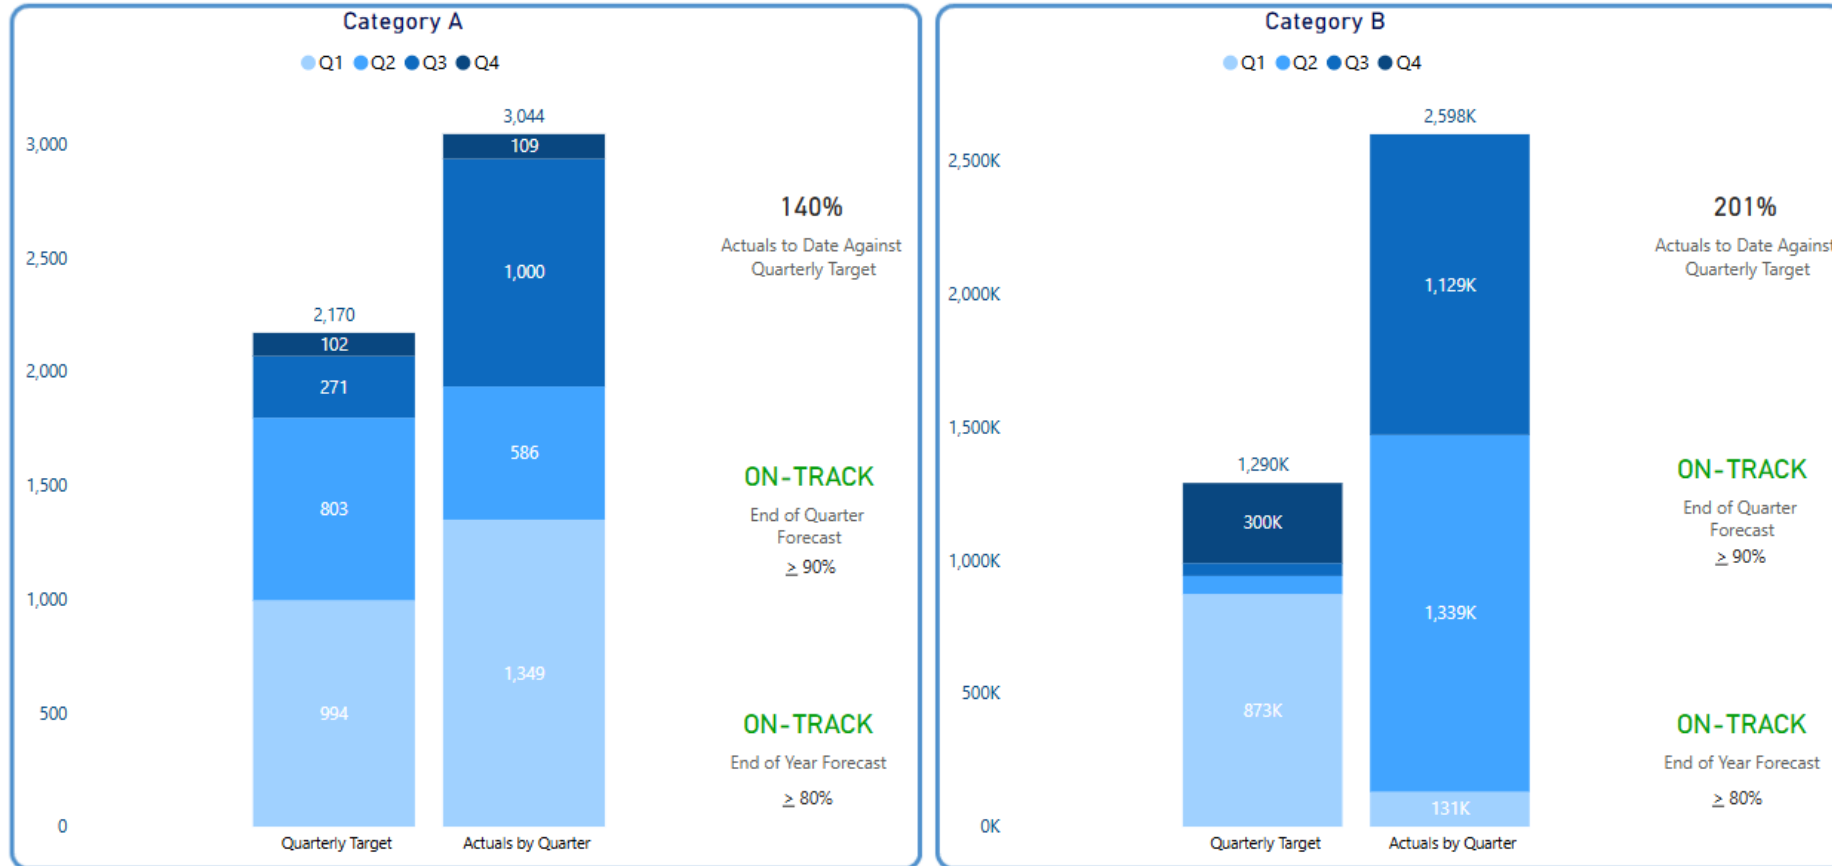 Category A
Q1 Q2 Q3 Q4
3,044
3,000
109
140%
Actuals to Date Against
Quarterly Target
2,500
1,000
2,170
102
2,000
271
586
ON-TRACK
End of Quarter
Forecast
≥ 90%
1,500
803
1,000
1,349
994
500
ON-TRACK
End of Year Forecast
≥ 80%
0
Quarterly Target
Actuals by Quarter
Category B
Q1 Q2 Q3 Q4
2,598K
2,500K
201%
Actuals to Date Against
Quarterly Target
2,000K
1,129K
1,500K
1,290K
ON-TRACK
End of Quarter
Forecast
≥ 90%
300K
1,000K
1,339K
500K
873K
ON-TRACK
End of Year Forecast
≥ 80%
131K
0K
Quarterly Target
Actuals by Quarter